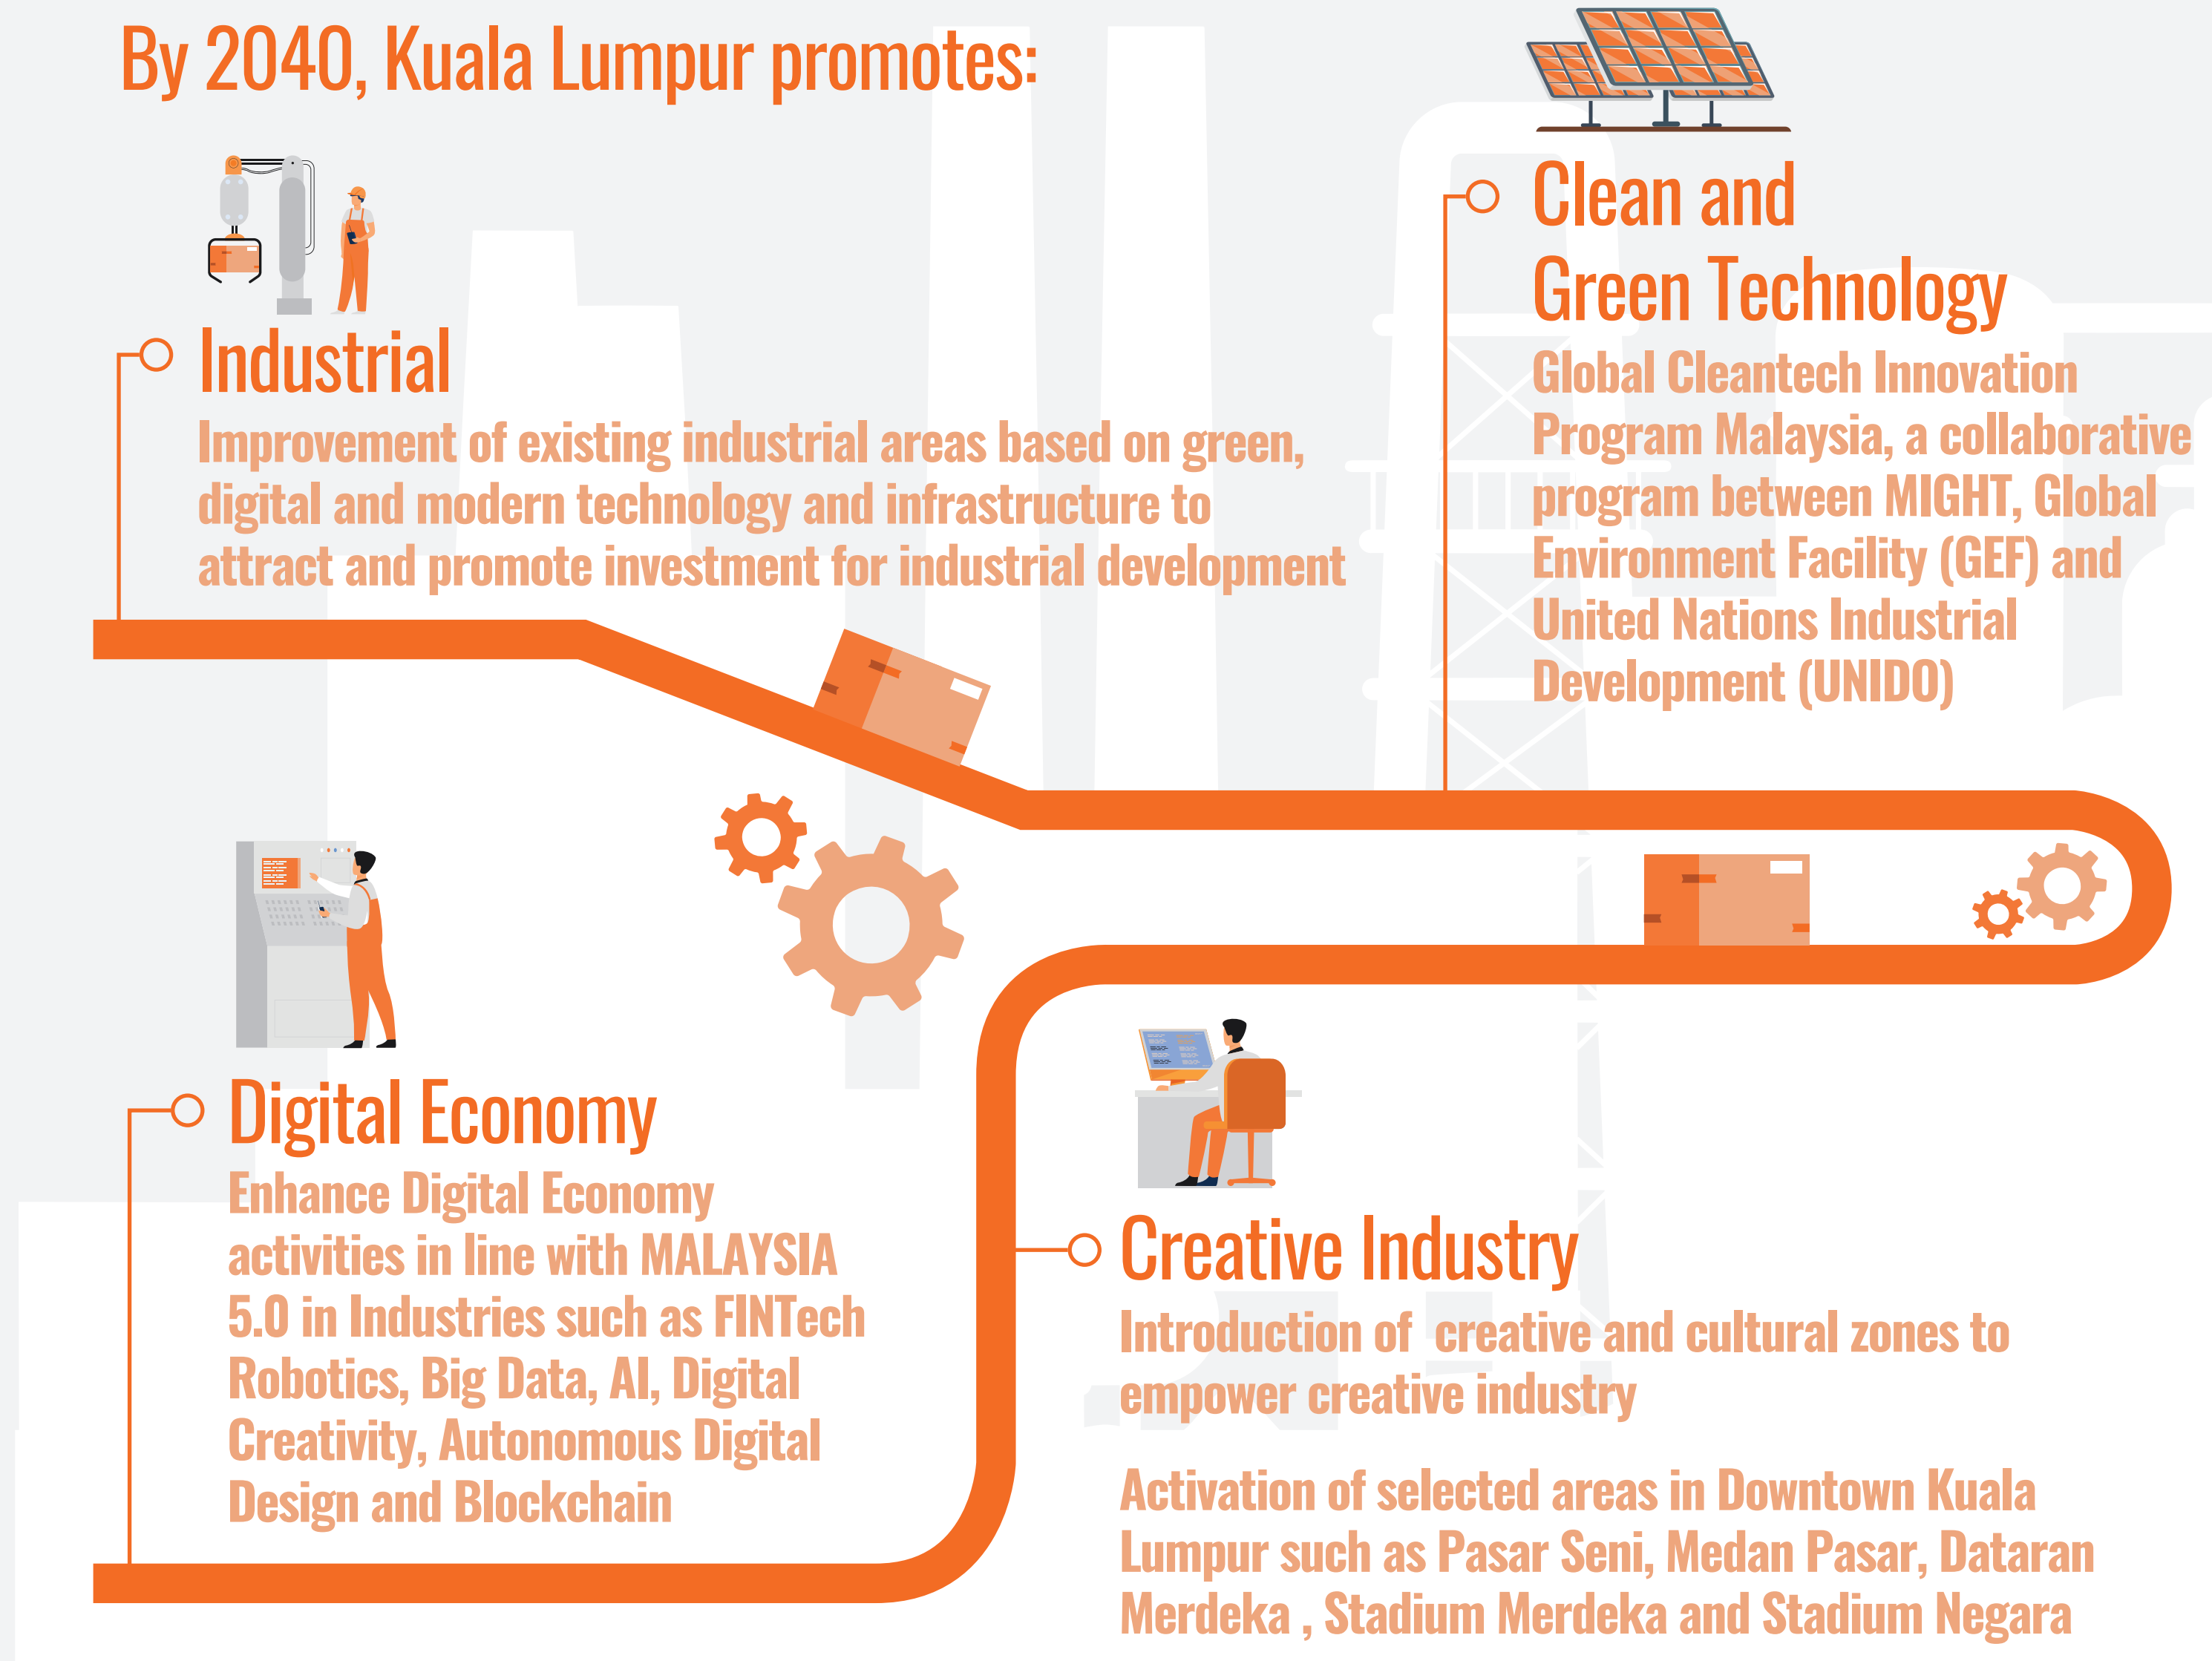 By 2040, Kuala Lumpur promotes:
Industrial
Improvement of existing industrial areas based on green,
digital and modern technology and infrastructure to
attract and promote investment for industrial development
Clean and
Green Technology
Global Cleantech Innovation
Program Malaysia, a collaborative
program between MIGHT, Global
Environment Facility (GEF) and
United Nations Industrial
Development (UNIDO)
Digital Economy
Enhance Digital Economy
activities in line with MALAYSIA
5.0 in Industries such as FINTech
Robotics, Big Data, AI, Digital
Creativity, Autonomous Digital
Design and Blockchain
Creative Industry
Introduction of creative and cultural zones to
empower creative industry
Activation of selected areas in Downtown Kuala
Lumpur such as Pasar Seni, Medan Pasar, Dataran
Merdeka , Stadium Merdeka and Stadium Negara